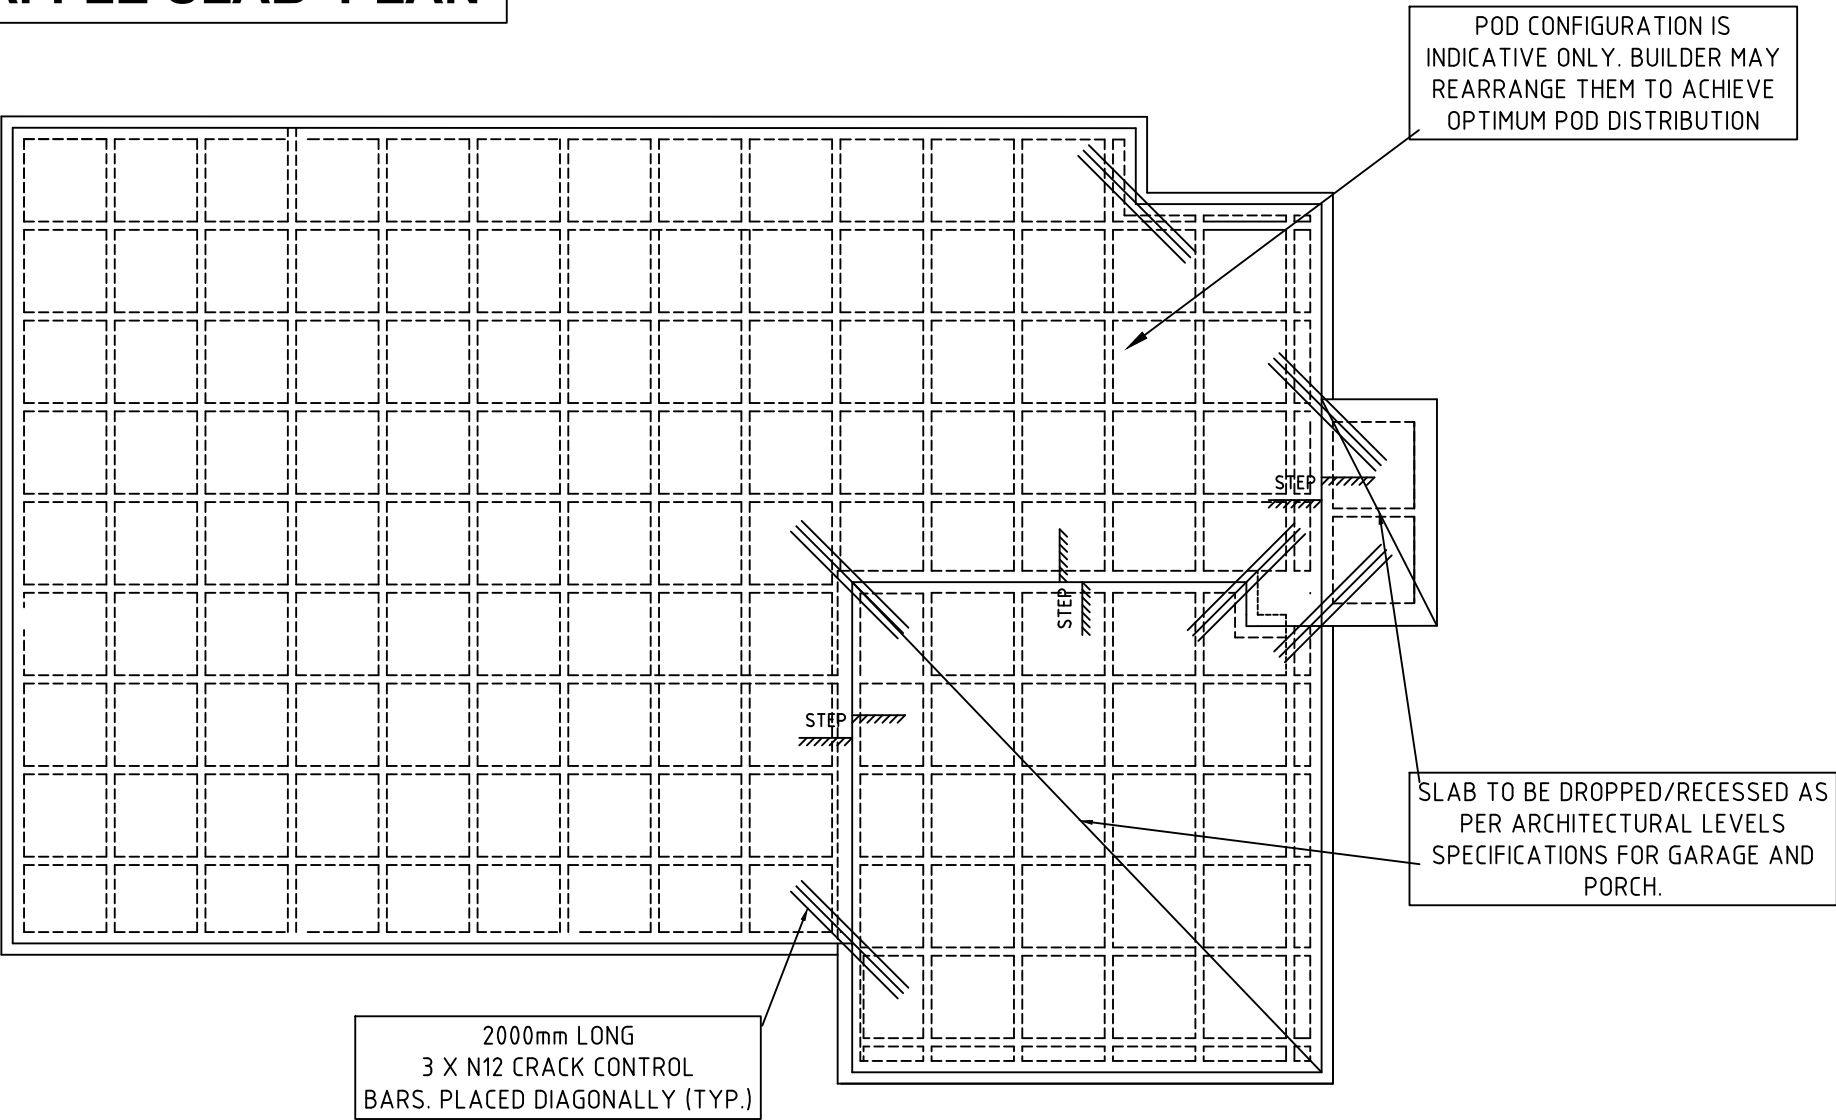 SLAB PLAN
POD CONFIGURATION IS
INDICATIVE ONLY. BUILDER MAY
REARRANGE THEM TO ACHIEVE
OPTIMUM POD DISTRIBUTION
STEP
STEP
STEP
SLAB TO BE DROPPED/RECESSED AS
PER ARCHITECTURAL LEVELS
SPECIFICATIONS FOR GARAGE AND
PORCH.
2000mm LONG
3 X N12 CRACK CONTROL
BARS. PLACED DIAGONALLY (TYP.)